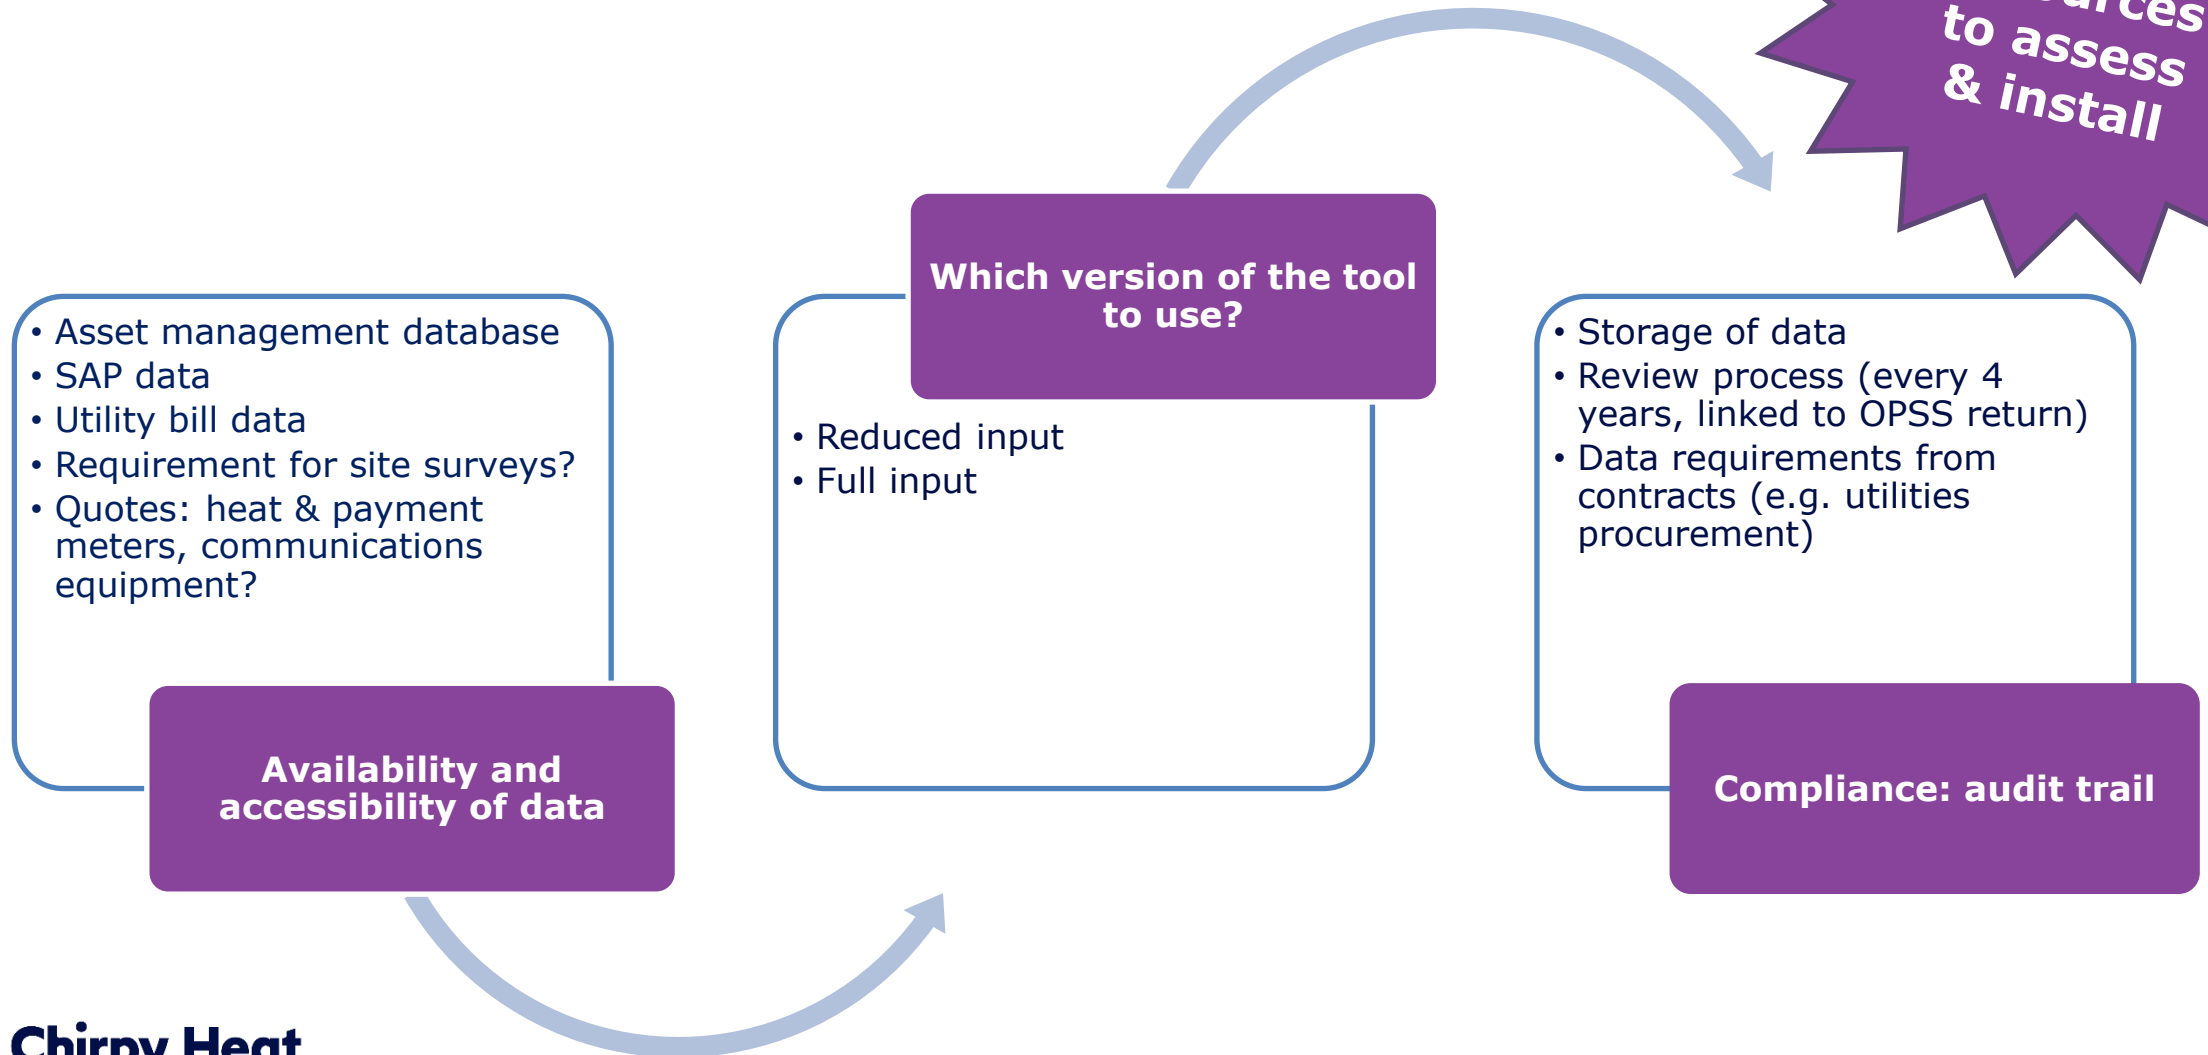 to assess
& install
Which version of the tool
to use?
• Asset management database
• SAP data
• Utility bill data
• Requirement for site surveys?
• Quotes: heat & payment
meters, communications
equipment?
Availability and
accessibility of data
• Reduced input
• Full input
• Storage of data
• Review process (every 4
years, linked to OPSS return)
• Data requirements from
contracts (e.g. utilities
procurement)
Compliance: audit trail
Chirpy Heat